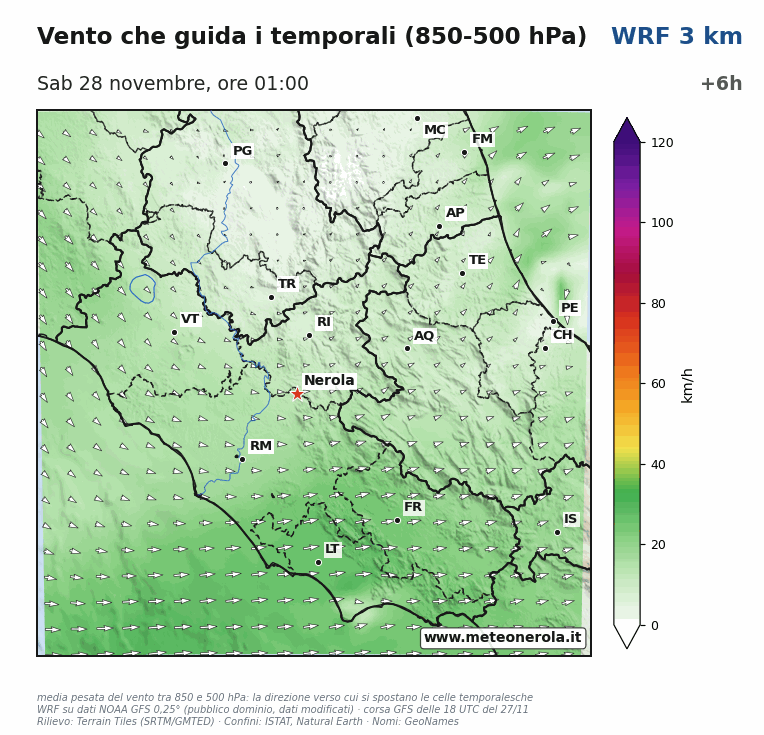 Vento che guida i temporali (850-500 hPa) WRF 3 km
Sab 28 novembre, ore 01:00 +6h
MC
FM
PG
AP
TE
TR
PE
VT
RI
AQ
CH
Nerola
RM
FR
IS
LT
www.meteonerola.it
120
100
80
60
40
20
0
km/h
media pesata del vento tra 850 e 500 hPa: la direzione verso cui si spostano le celle temporalesche
WRF su dati NOAA GFS 0,25° (pubblico dominio, dati modificati) · corsa GFS delle 18 UTC del 27/11
Rilievo: Terrain Tiles (SRTM/GMTED) · Confini: ISTAT, Natural Earth · Nomi: GeoNames